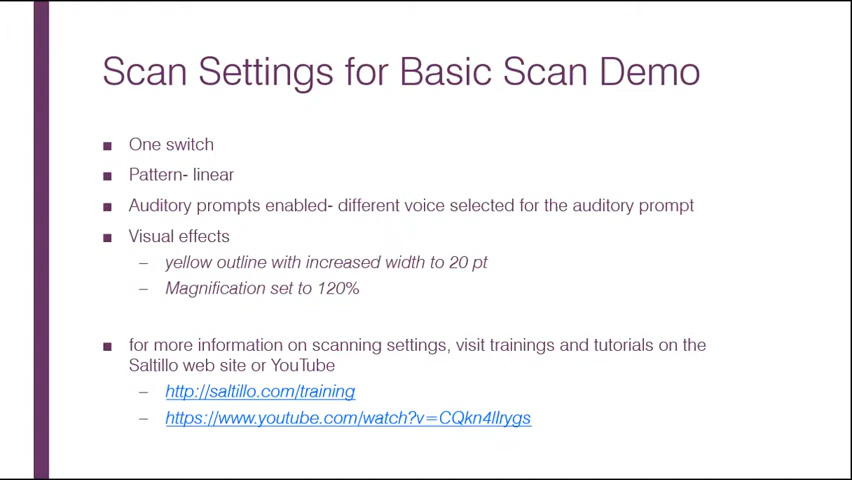 Scan Settings for Basic Scan Demo
■ One switch
■ Pattern- linear
■ Auditory prompts enabled- different voice selected for the auditory prompt
■ Visual effects
– yellow outline with increased width to 20 pt
– Magnification set to 120%
■ for more information on scanning settings, visit trainings and tutorials on the
Saltillo web site or YouTube
– http://saltillo.com/training
– https://www.youtube.com/watch?v=CQkn4llrygs